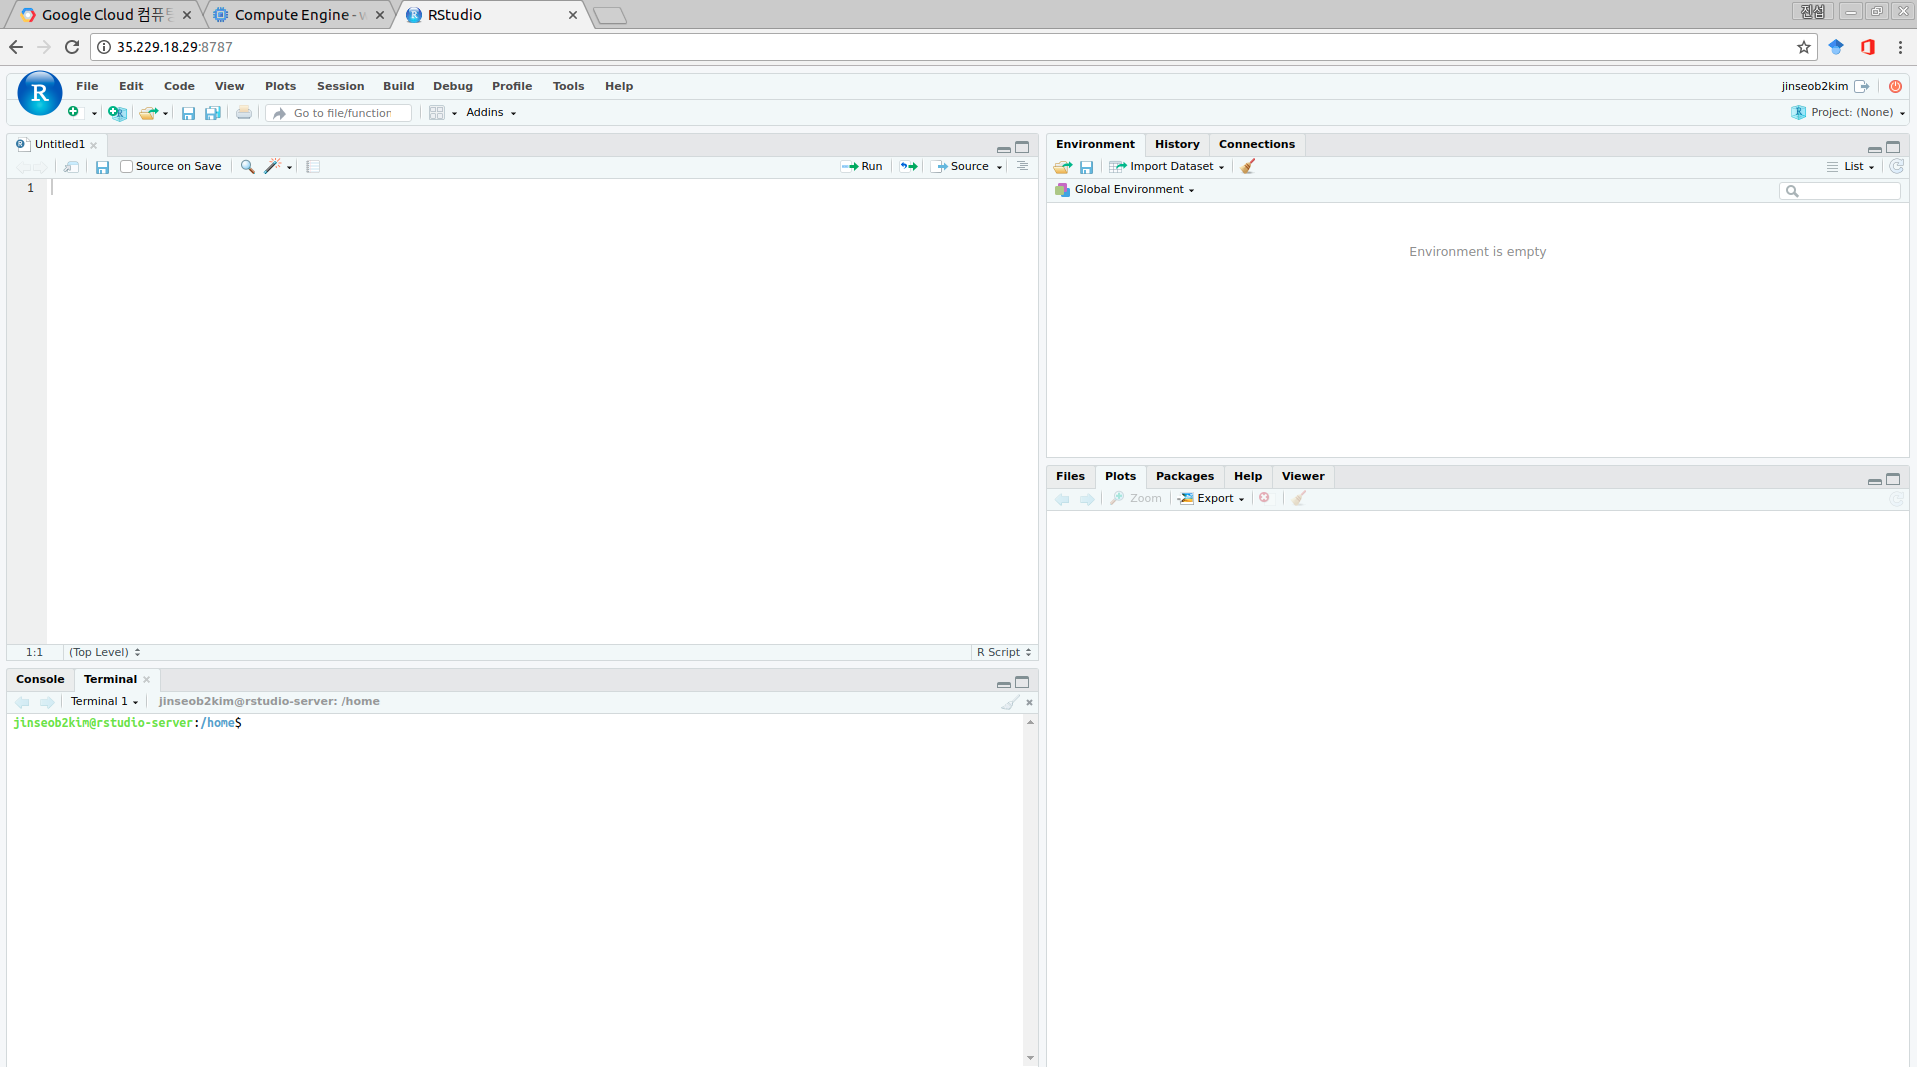 Google Cloud 컴퓨
Compute Engine -
RStudio
진섭
35.229.18.29:8787
R
File Edit Code View Plots Session Build Debug Profile Tools Help
jinseob2kim
Go to file/function
Addins
Project: (None)
Untitled1
Source on Save
Run
Source
1
1:1
(Top Level)
R Script
Console
Terminal
Terminal 1
jinseob2kim@rstudio-server: /home
jinseob2kim@rstudio-server:/home$
Environment
History
Connections
Import Dataset
List
Global Environment
Environment is empty
Files
Plots
Packages
Help
Viewer
Zoom
Export